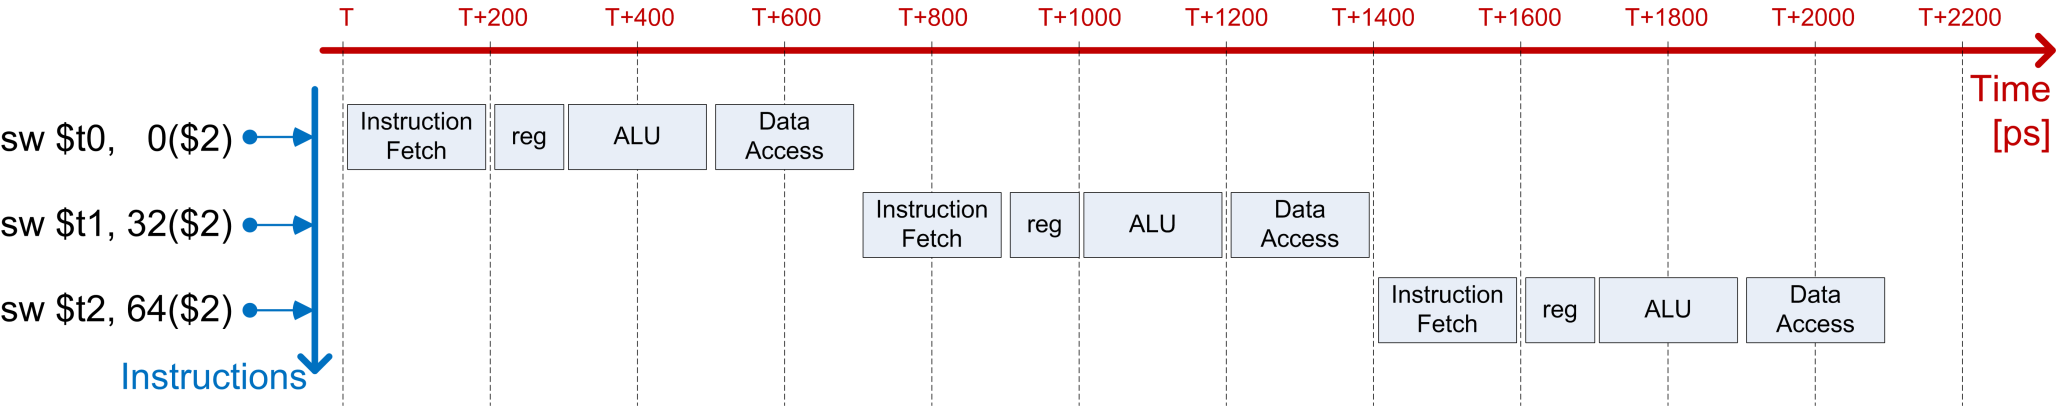 T T+200 T+400 T+600 T+800 T+1000 T+1200 T+1400 T+1600 T+1800 T+2000 T+2200
Time
[ps]
sw $t0, 0($2)
Instruction
Fetch
reg
ALU
Data
Access
sw $t1, 32($2)
Instruction
Fetch
reg
ALU
Data
Access
sw $t2, 64($2)
Instruction
Fetch
reg
ALU
Data
Access
Instructions